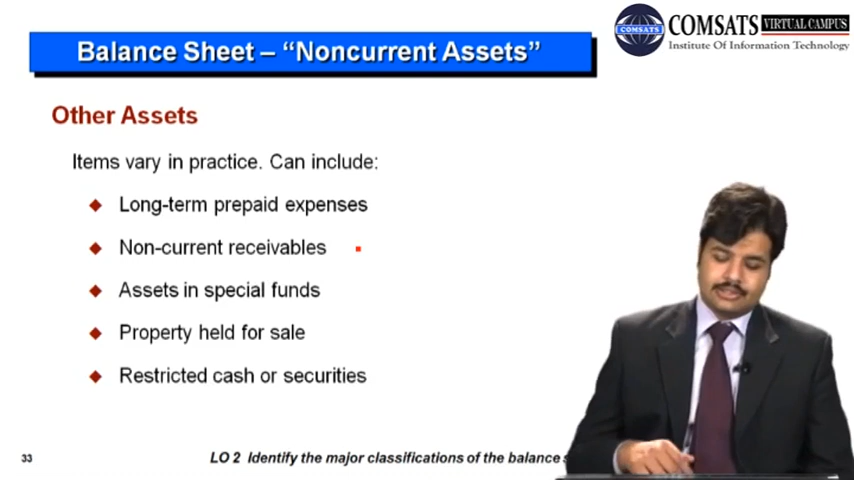 Balance Sheet – “Noncurrent Assets”
COMSATS
COMSATS VIRTUAL CAMPUS
Institute Of Information Technology
Other Assets
Items vary in practice. Can include:
Long-term prepaid expenses
Non-current receivables
Assets in special funds
Property held for sale
Restricted cash or securities
33
LO 2 Identify the major classifications of the balance